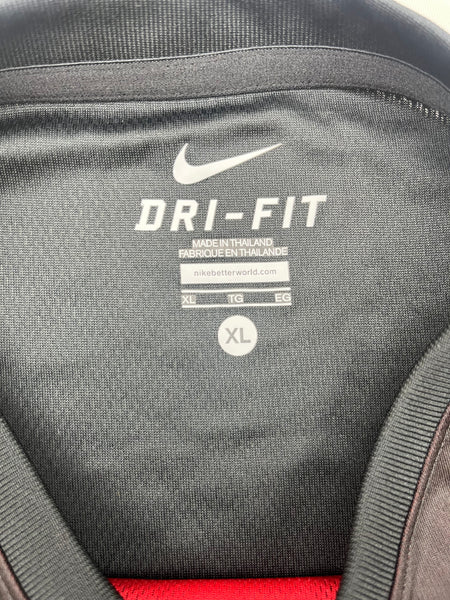 DRI-FIT
MADE IN THAILAND
FABRIQUE EN THAILANDE
nikebetterworld.com
XL TG EG
XL